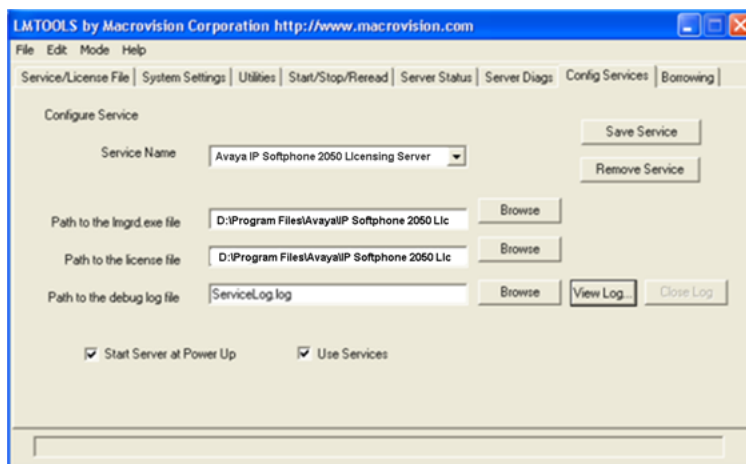 LMTOOLS by Macrovision Corporation http://www.macrovision.com
File Edit Mode Help
Service/License File System Settings Utilities Start/Stop/Reread Server Status Server Diags Config Services Borrowing
Configure Service
Save Service
Service Name Avaya IP Softphone 2050 Licensing Server
Remove Service
Path to the lmgrd.exe file D:\Program Files\Avaya\IP Softphone 2050 Lic Browse
Path to the license file D:\Program Files\Avaya\IP Softphone 2050 Lic Browse
Path to the debug log file ServiceLog.log Browse View Log... Close Log
Start Server at Power Up Use Services